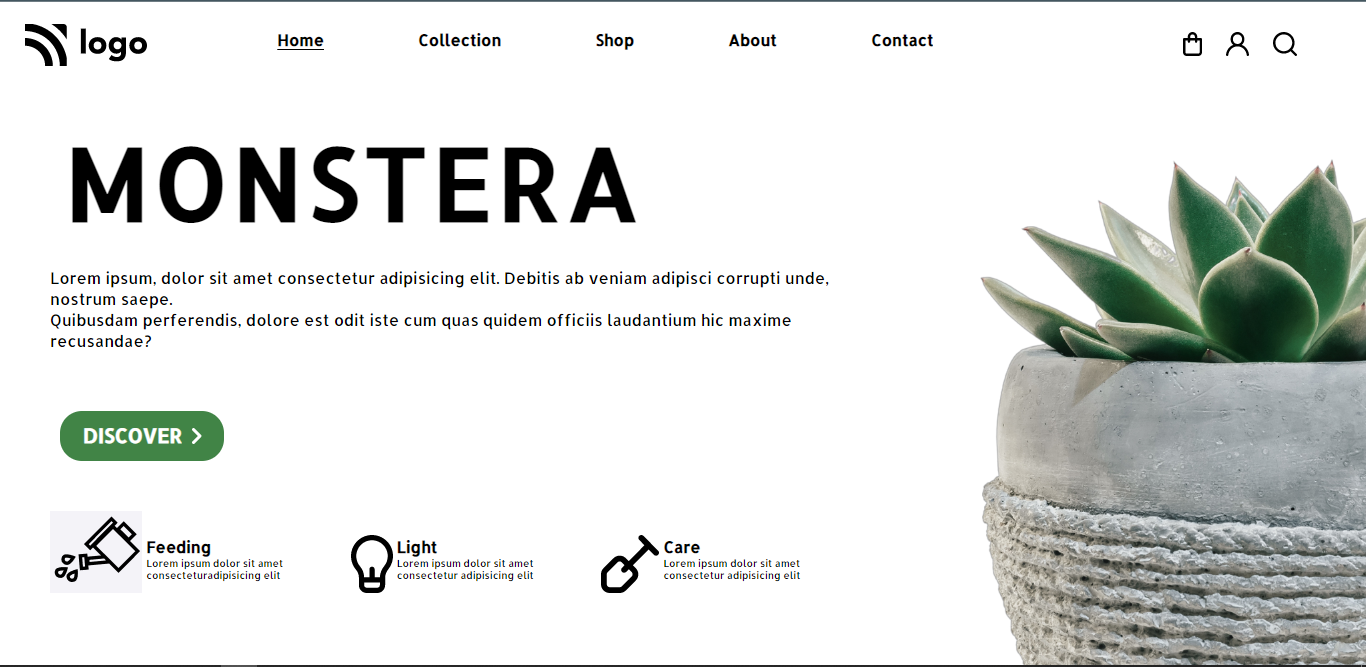 logo
Home Collection Shop About Contact
MONSTERA
Lorem ipsum, dolor sit amet consectetur adipisicing elit. Debitis ab veniam adipisci corrupti unde,
nostrum saepe.
Quibusdam perferendis, dolore est odit iste cum quas quidem officiis laudantium hic maxime
recusandae?
DISCOVER
Feeding
Lorem ipsum dolor sit amet
consecteturadipisicing elit
Light
Lorem ipsum dolor sit amet
consectetur adipisicing elit
Care
Lorem ipsum dolor sit amet
consectetur adipisicing elit